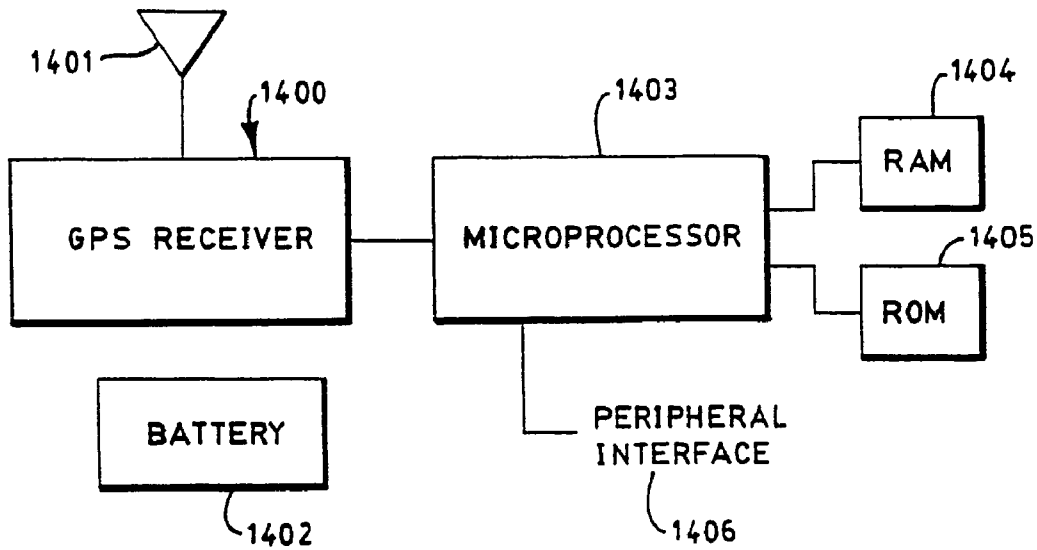 1401
1400
1403
1404
GPS RECEIVER
MICROPROCESSOR
RAM
1405
ROM
BATTERY
PERIPHERAL
INTERFACE
1402
1406